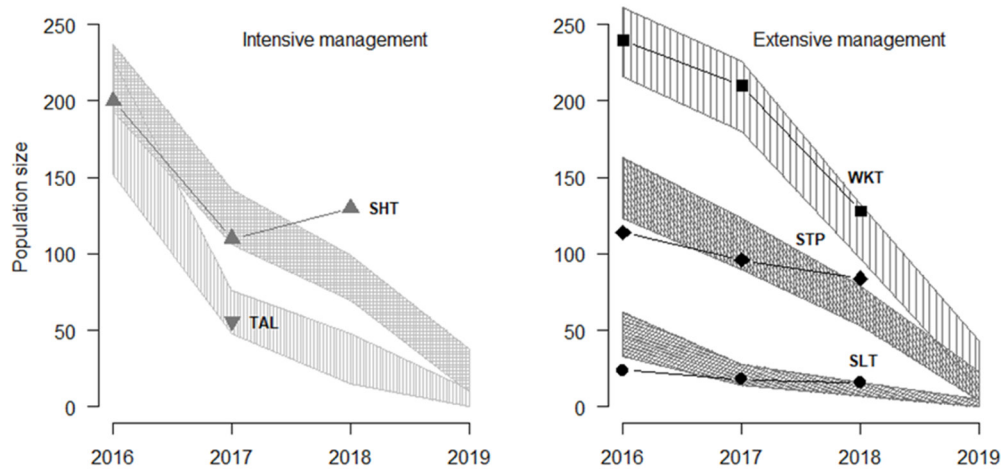 Intensive management
Population size
250
200
150
100
50
0
SHT
TAL
2016 2017 2018 2019
Extensive management
250
200
150
100
50
0
WKT
STP
SLT
2016 2017 2018 2019